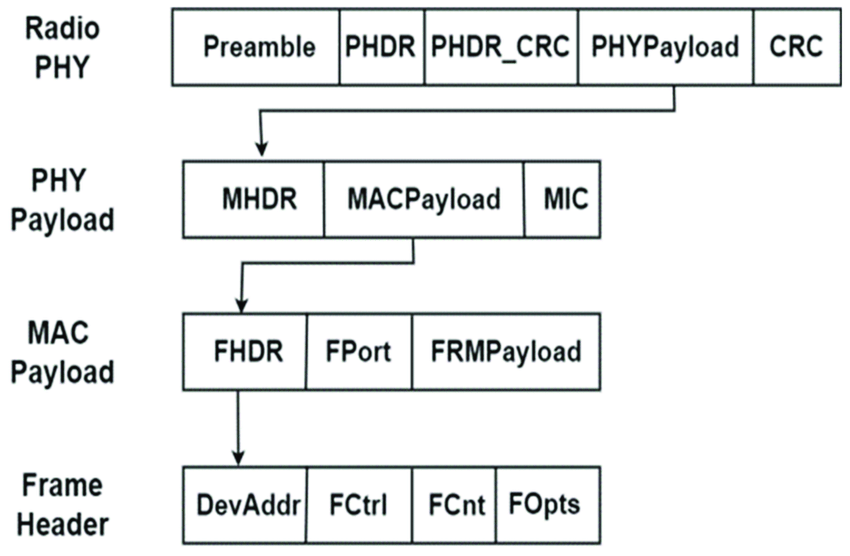 Radio
PHY
Preamble PHDR PHDR_CRC PHYPayload CRC
PHY
Payload
MHDR MACPayload MIC
MAC
Payload
FHDR FPort FRMPayload
Frame
Header
DevAddr FCtrl FCnt FOpts